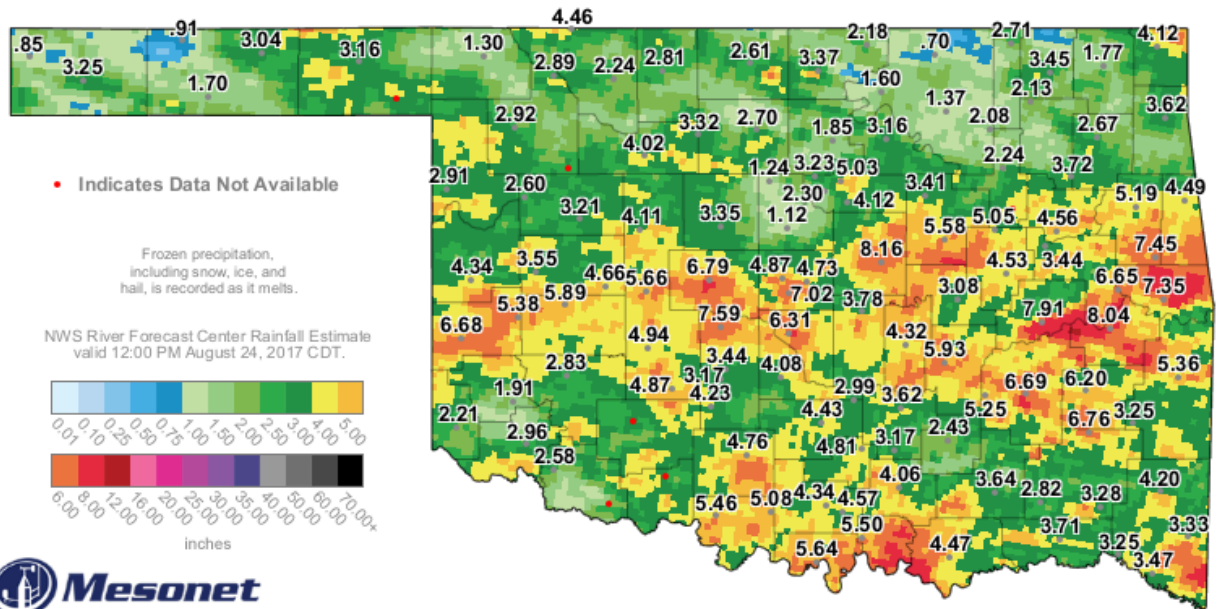 4.46
.85 .91 3.04 3.16 1.30 2.89 2.24 2.81 2.61 3.37 2.18 .70 2.71 3.45 1.77 4.12
3.25 1.70 1.60 1.37 2.13 3.62
2.92 3.32 2.70 1.85 3.16 2.08 2.67
4.02 1.24 3.23 5.03 2.24 3.72
2.91 2.60 2.30 4.12 3.41 5.19 4.49
3.21 4.11 3.35 1.12 5.58 5.05 4.56
4.34 3.55 4.66 5.66 6.79 4.87 4.73 8.16 4.53 3.44 7.45
5.38 5.89 7.02 3.78 3.08 6.65 7.35
6.68 4.94 7.59 6.31 4.32 7.91 8.04
2.83 3.44 4.08 5.93 5.36
1.91 4.87 3.17 4.23 2.99 3.62 6.69 6.20
2.21 2.96 4.43 5.25 6.76 3.25
2.58 4.76 4.81 3.17 2.43
4.06 3.64 2.82 3.28 4.20
5.46 5.08 4.34 4.57
5.64 5.50 4.47 3.71 3.25 3.33
3.47
Indicates Data Not Available
Frozen precipitation,
including snow, ice, and
hail, is recorded as it melts.
NWS River Forecast Center Rainfall Estimate
valid 12:00 PM August 24, 2017 CDT.
0.01 0.10 0.25 0.50 0.75 1.00 1.50 2.00 2.50 3.00 4.00 5.00
6.00 8.00 12.00 16.00 20.00 25.00 30.00 35.00 40.00 50.00 60.00 70.00+
inches
Mesonet